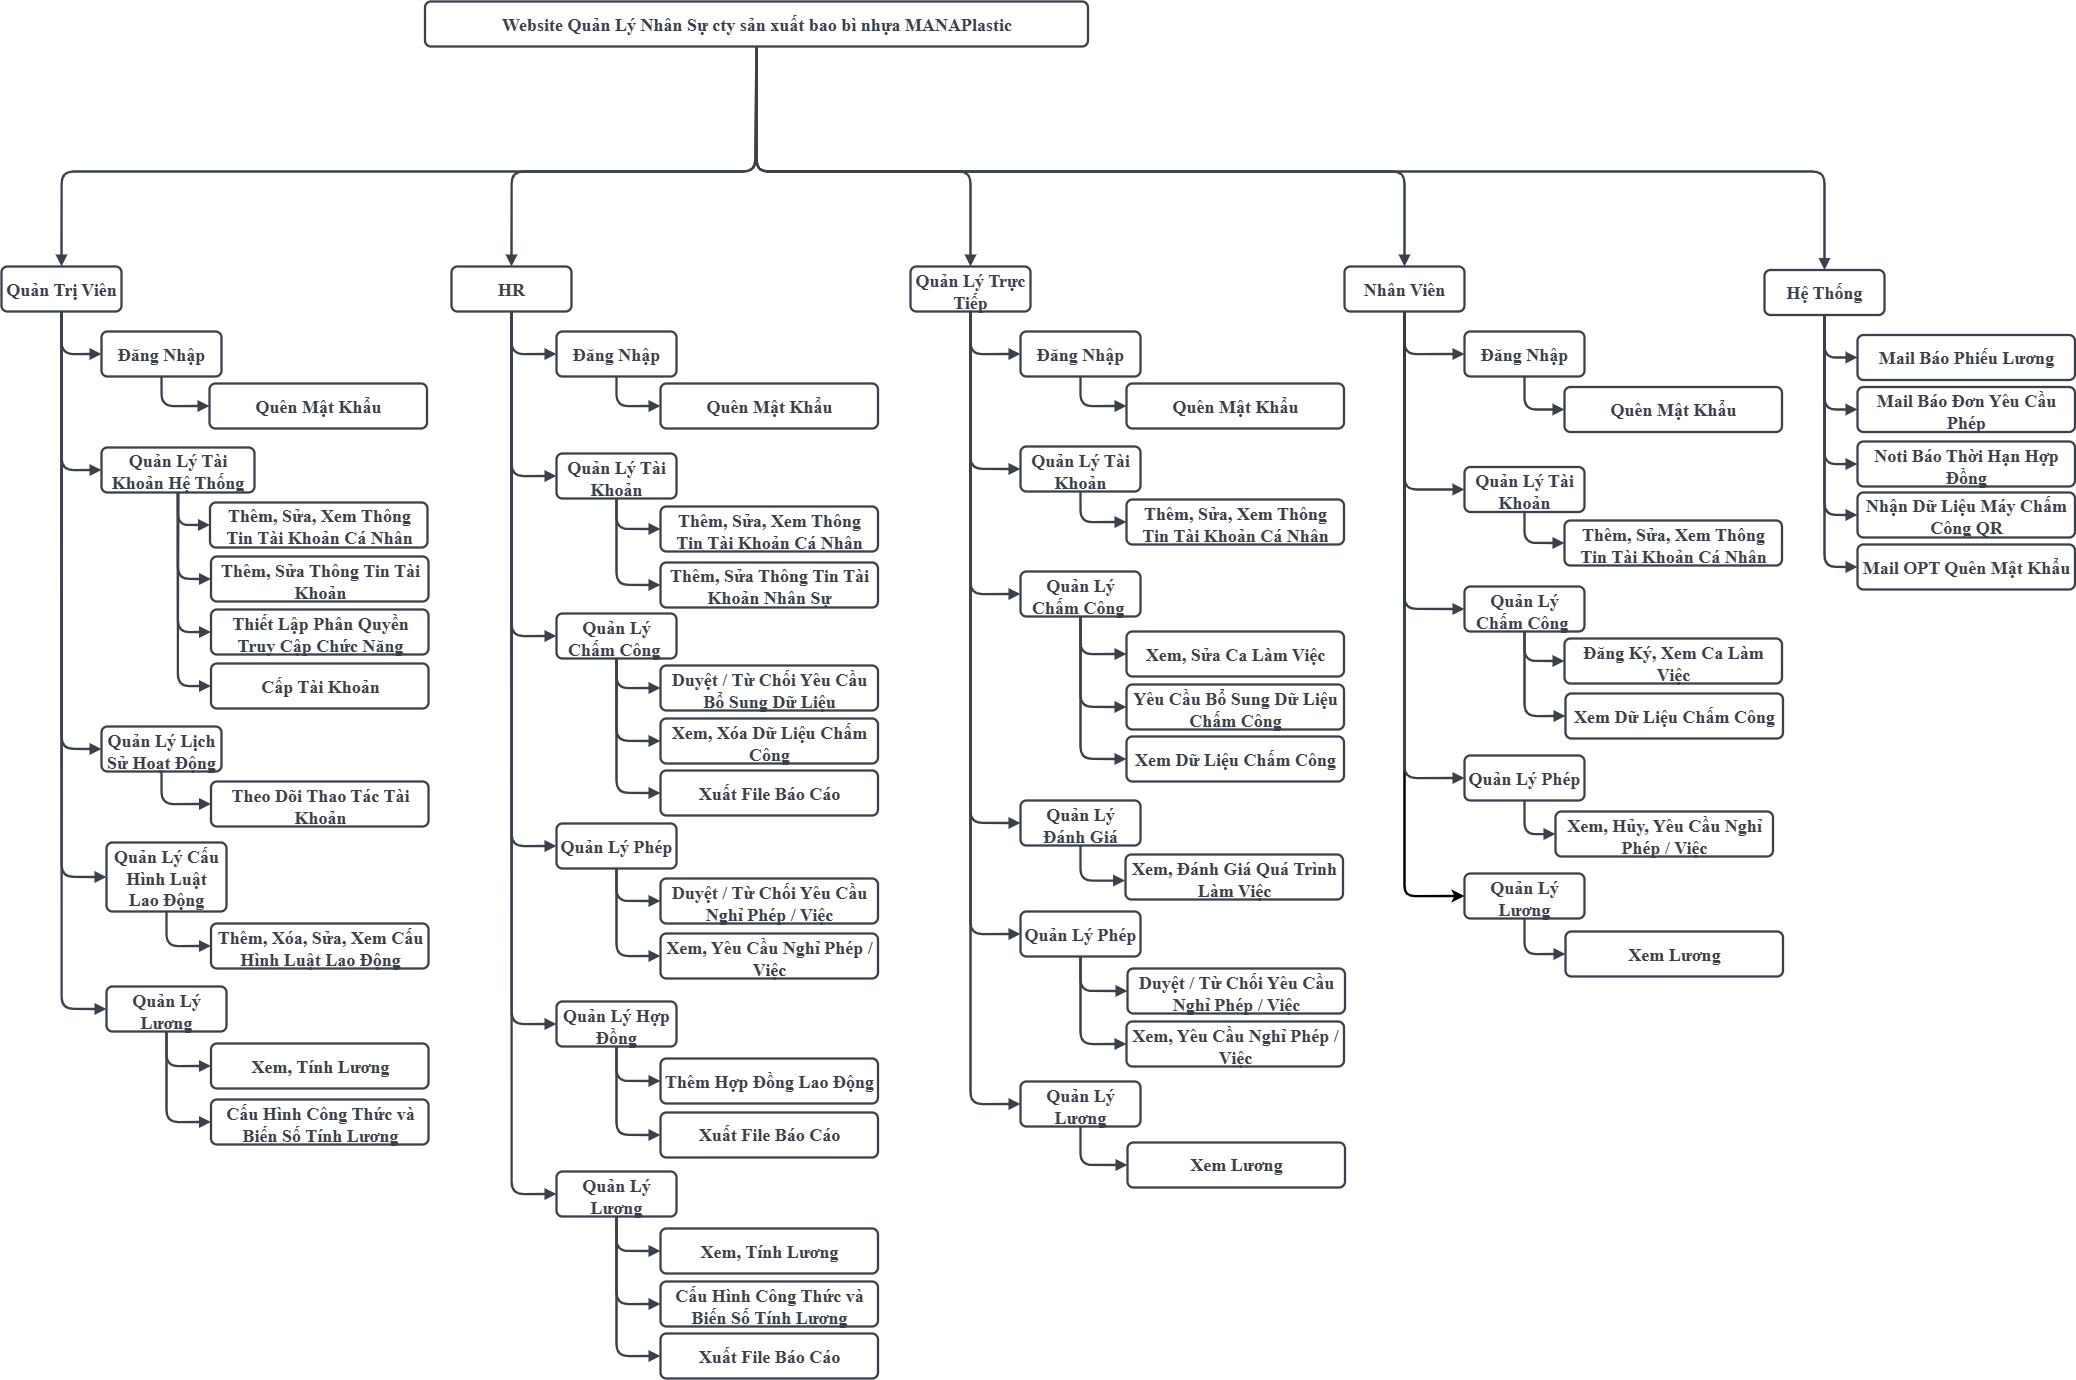 Website Quản Lý Nhân Sự cty sản xuất bao bì nhựa MANAPlastic
Quản Trị Viên
Đăng Nhập
Quên Mật Khẩu
Quản Lý Tài
Khoản Hệ Thống
Thêm, Sửa, Xem Thông
Tin Tài Khoản Cá Nhân
Thêm, Sửa Thông Tin Tài
Khoản
Thiết Lập Phân Quyền
Truy Cập Chức Năng
Cấp Tài Khoản
Quản Lý Lịch
Sử Hoạt Động
Theo Dõi Thao Tác Tài
Khoản
Quản Lý Cấu
Hình Luật
Lao Động
Thêm, Xóa, Sửa, Xem Cấu
Hình Luật Lao Động
Quản Lý
Lương
Xem, Tính Lương
Cấu Hình Công Thức và
Biến Số Tính Lương
HR
Đăng Nhập
Quên Mật Khẩu
Quản Lý Tài
Khoản
Thêm, Sửa, Xem Thông
Tin Tài Khoản Cá Nhân
Thêm, Sửa Thông Tin Tài
Khoản Nhân Sự
Quản Lý
Chấm Công
Duyệt / Từ Chối Yêu Cầu
Bổ Sung Dữ Liệu
Xem, Xóa Dữ Liệu Chấm
Công
Xuất File Báo Cáo
Quản Lý Phép
Duyệt / Từ Chối Yêu Cầu
Nghỉ Phép / Việc
Xem, Yêu Cầu Nghỉ Phép /
Việc
Quản Lý Hợp
Đồng
Thêm Hợp Đồng Lao Động
Xuất File Báo Cáo
Quản Lý
Lương
Xem, Tính Lương
Cấu Hình Công Thức và
Biến Số Tính Lương
Xuất File Báo Cáo
Quản Lý Trực
Tiếp
Đăng Nhập
Quên Mật Khẩu
Quản Lý Tài
Khoản
Thêm, Sửa, Xem Thông
Tin Tài Khoản Cá Nhân
Quản Lý
Chấm Công
Xem, Sửa Ca Làm Việc
Yêu Cầu Bổ Sung Dữ Liệu
Chấm Công
Xem Dữ Liệu Chấm Công
Quản Lý
Đánh Giá
Xem, Đánh Giá Quá Trình
Làm Việc
Quản Lý Phép
Duyệt / Từ Chối Yêu Cầu
Nghỉ Phép / Việc
Xem, Yêu Cầu Nghỉ Phép /
Việc
Quản Lý
Lương
Xem Lương
Nhân Viên
Đăng Nhập
Quên Mật Khẩu
Quản Lý Tài
Khoản
Thêm, Sửa, Xem Thông
Tin Tài Khoản Cá Nhân
Quản Lý
Chấm Công
Đăng Ký, Xem Ca Làm
Việc
Xem Dữ Liệu Chấm Công
Quản Lý Phép
Xem, Hủy, Yêu Cầu Nghỉ
Phép / Việc
Quản Lý
Lương
Xem Lương
Hệ Thống
Mail Báo Phiếu Lương
Mail Báo Đơn Yêu Cầu
Phép
Noti Báo Thời Hạn Hợp
Đồng
Nhận Dữ Liệu Máy Chấm
Công QR
Mail OPT Quên Mật Khẩu